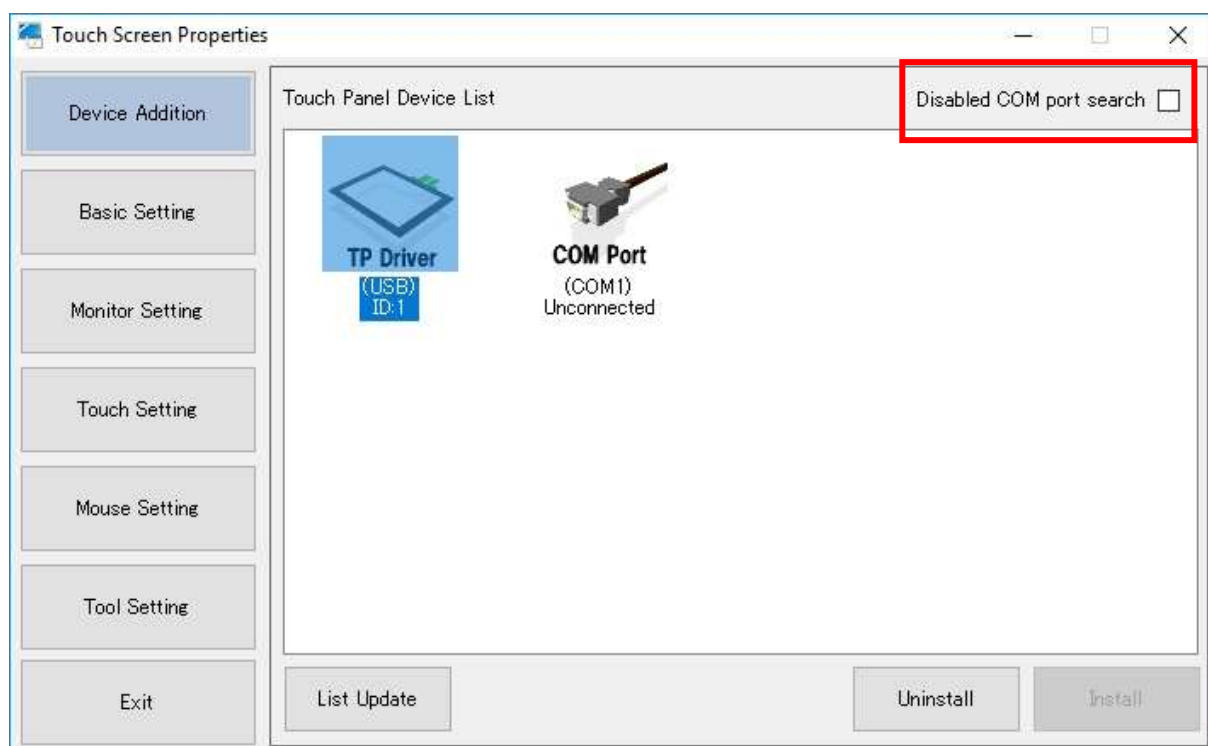 Touch Screen Properties
Device Addition
Basic Setting
Monitor Setting
Touch Setting
Mouse Setting
Tool Setting
Exit
Touch Panel Device List
Disabled COM port search
TP Driver
(USB)
ID:1
COM Port
(COM1)
Unconnected
List Update
Uninstall
Install